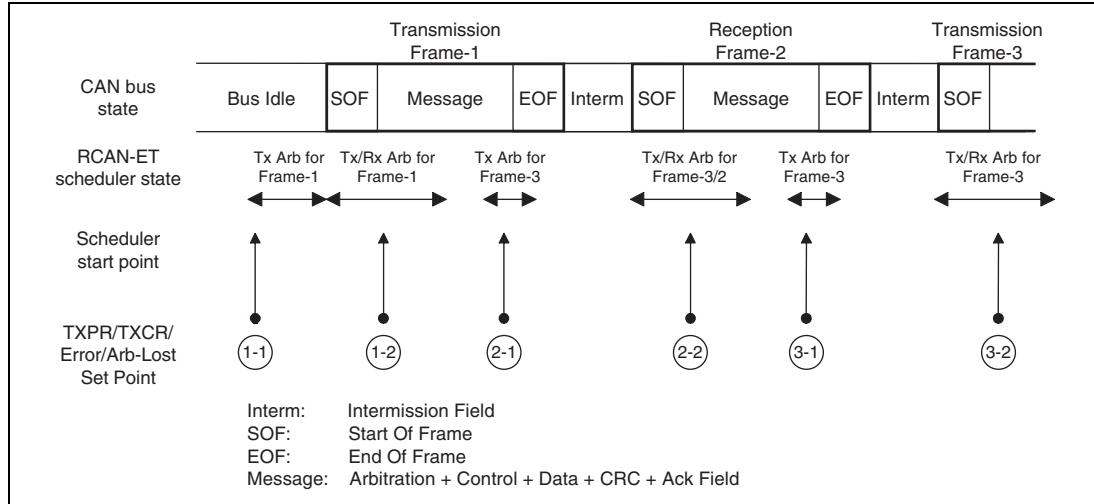 Transmission
Frame-1
Reception
Frame-2
Transmission
Frame-3
CAN bus
state
Bus Idle
SOF
Message
EOF
Interm
SOF
Message
EOF
Interm
SOF
RCAN-ET
scheduler state
Tx Arb for
Frame-1
Tx/Rx Arb for
Frame-1
Tx Arb for
Frame-3
Tx/Rx Arb for
Frame-3/2
Tx Arb for
Frame-3
Tx/Rx Arb for
Frame-3
Scheduler
start point
TXPR/TXCR/
Error/Arb-Lost
Set Point
1-1
1-2
2-1
2-2
3-1
3-2
Interm: Intermission Field
SOF: Start Of Frame
EOF: End Of Frame
Message: Arbitration + Control + Data + CRC + Ack Field